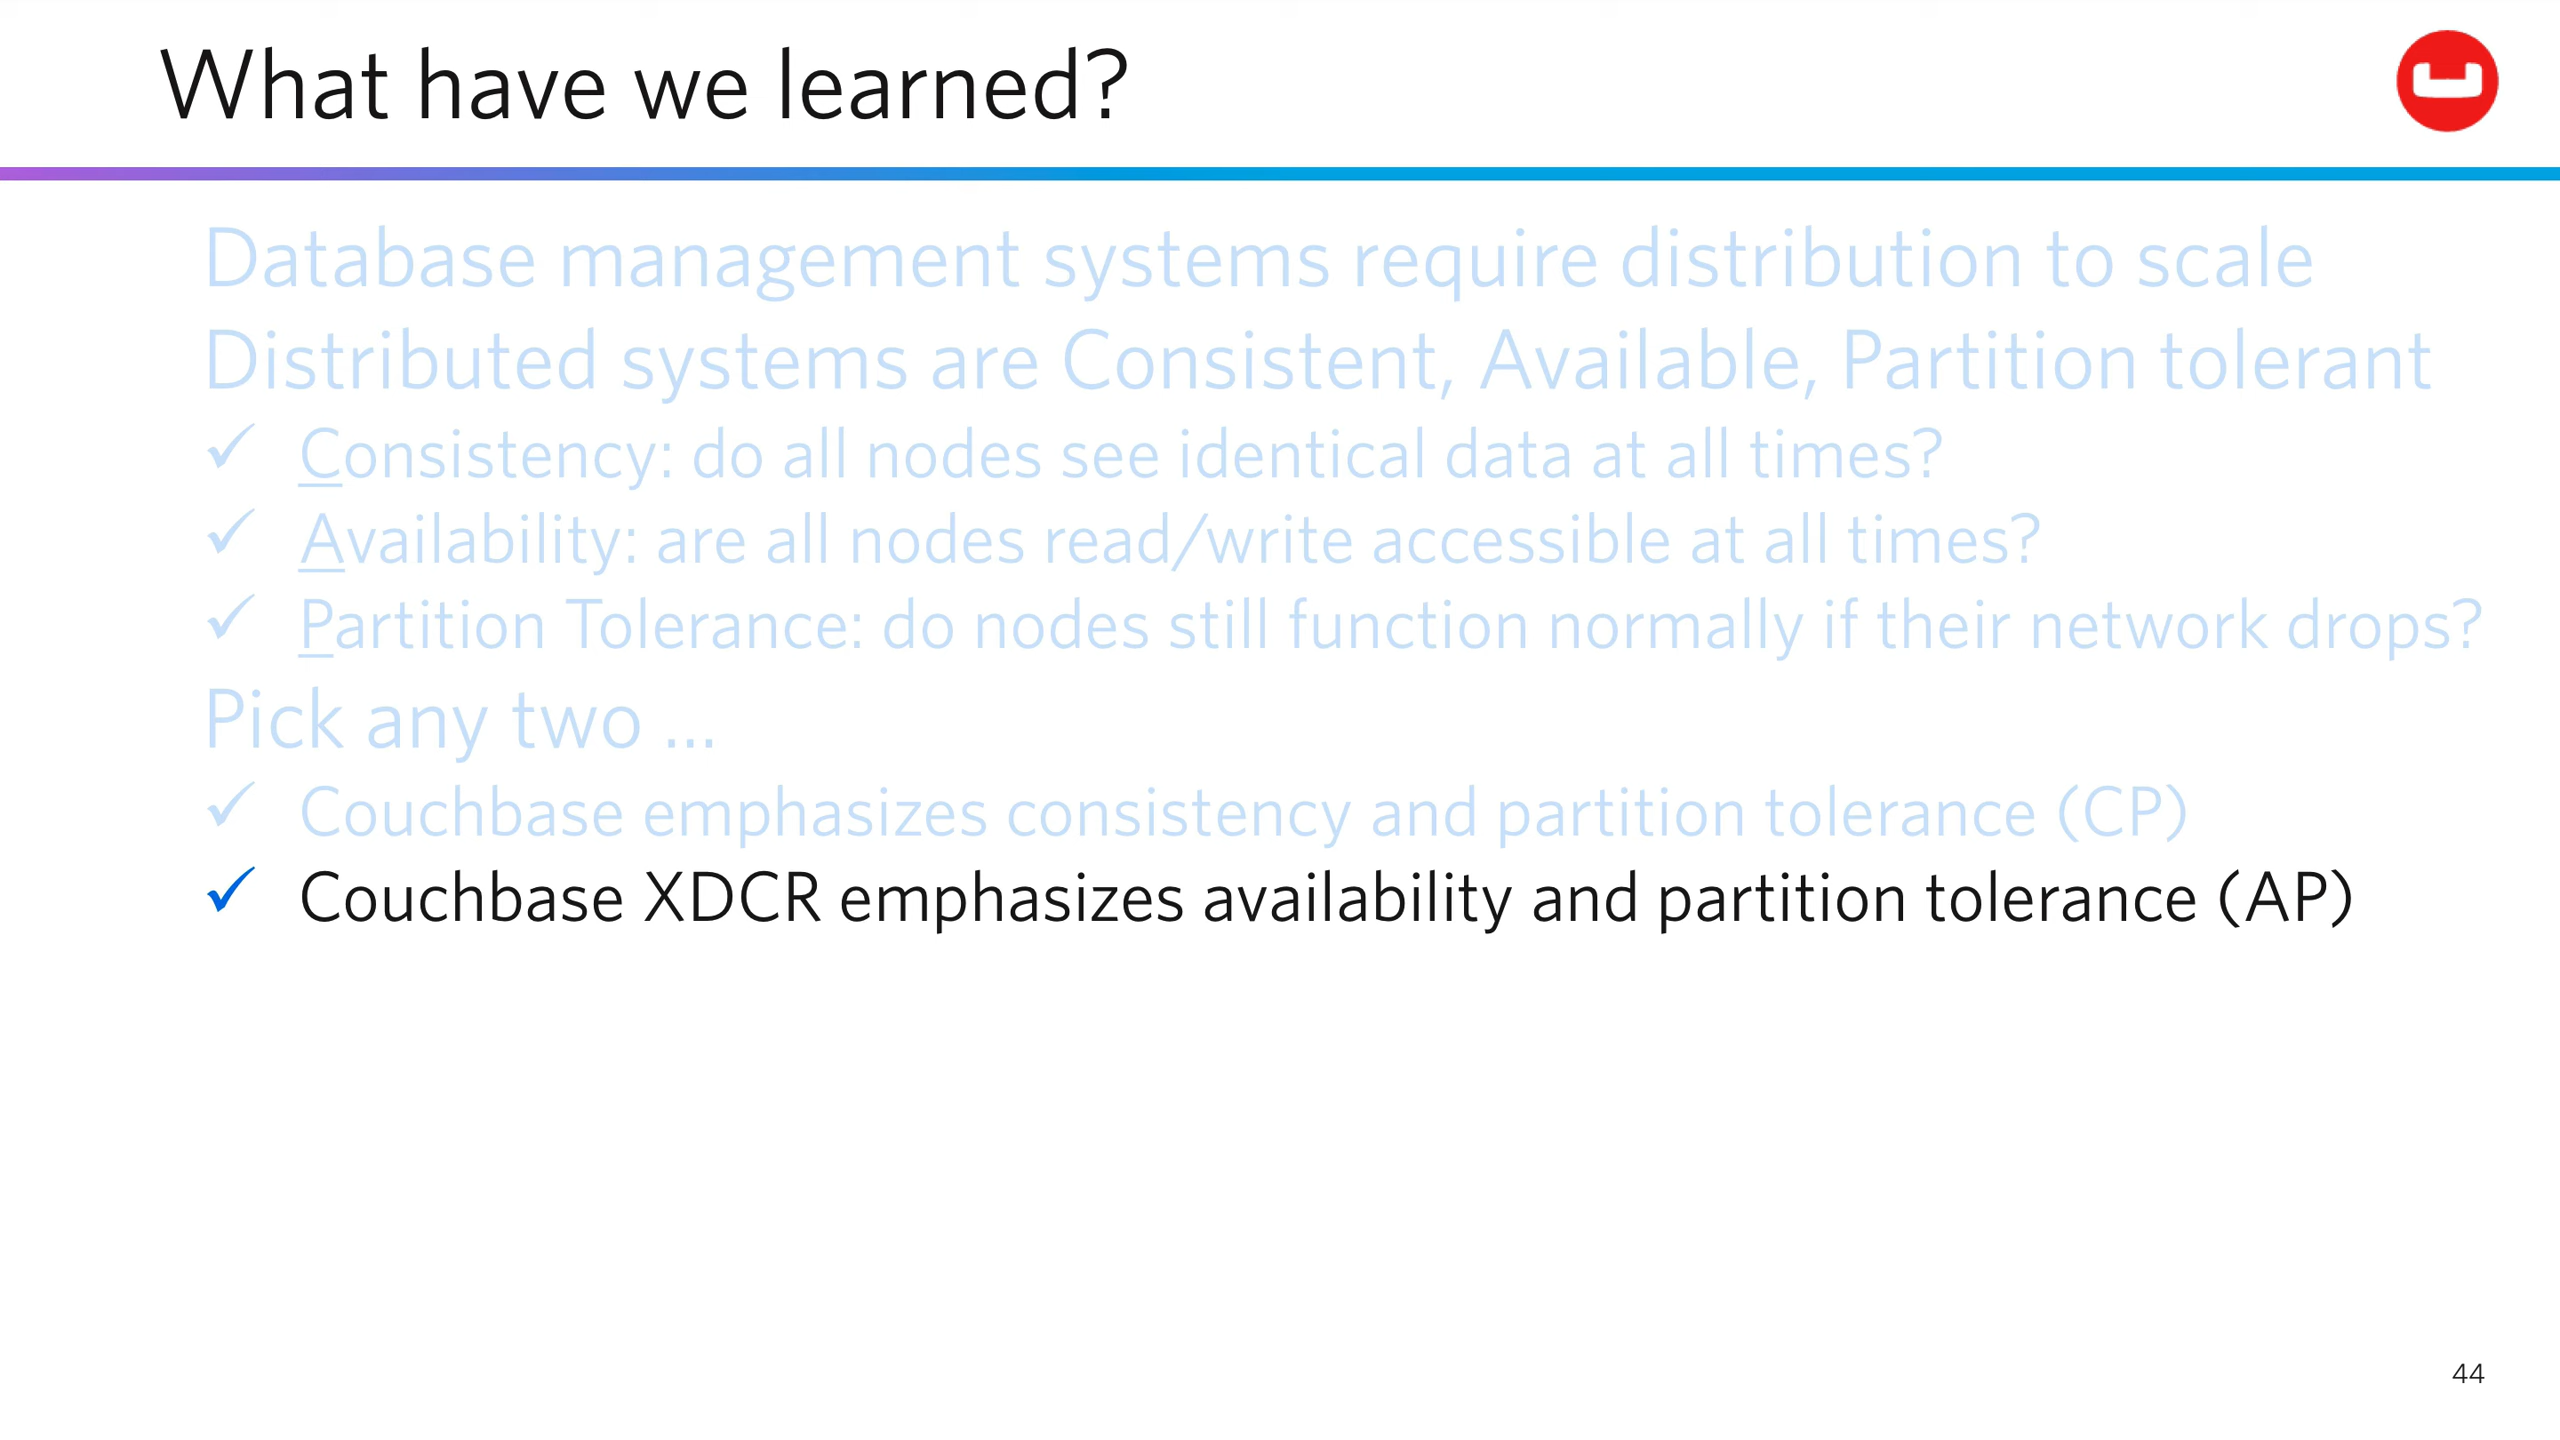 What have we learned?
Database management systems require distribution to scale
Distributed systems are Consistent, Available, Partition tolerant
✓ Consistency: do all nodes see identical data at all times?
✓ Availability: are all nodes read/write accessible at all times?
✓ Partition Tolerance: do nodes still function normally if their network drops?
Pick any two ...
✓ Couchbase emphasizes consistency and partition tolerance (CP)
✓ Couchbase XDCR emphasizes availability and partition tolerance (AP)
44